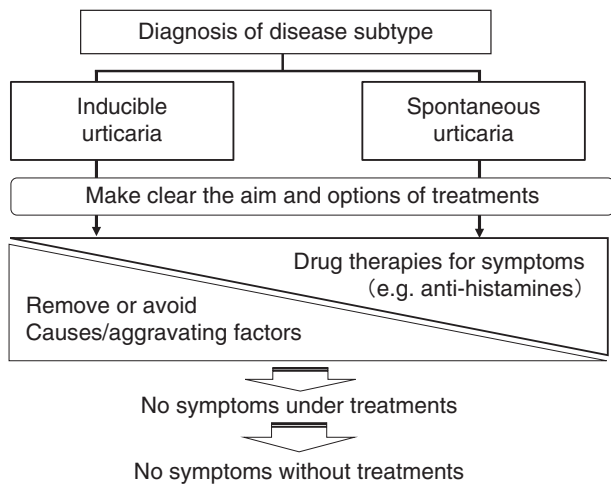 Diagnosis of disease subtype
Inducible
urticaria
Spontaneous
urticaria
Make clear the aim and options of treatments
Drug therapies for symptoms
（e.g. anti-histamines）
Remove or avoid
Causes/aggravating factors
No symptoms under treatments
No symptoms without treatments